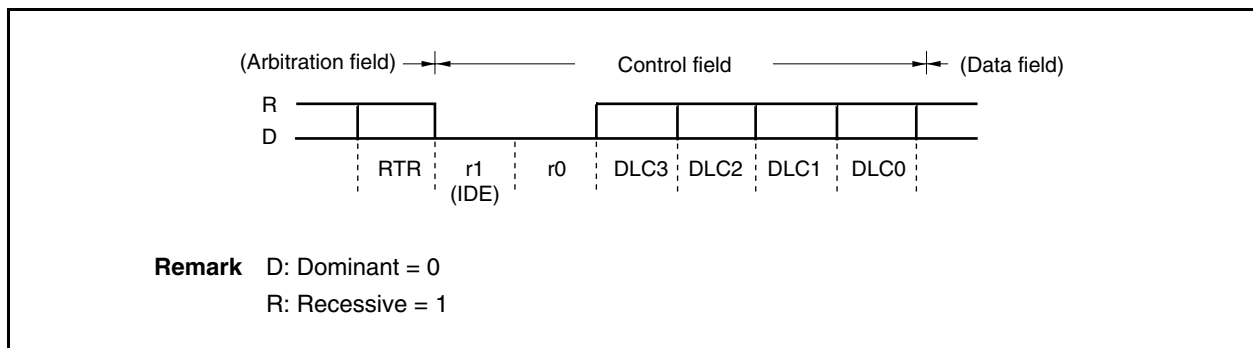 (Arbitration field) Control field (Data field)
R
D
RTR r1 r0 DLC3 DLC2 DLC1 DLC0
(IDE)
Remark D: Dominant = 0
R: Recessive = 1